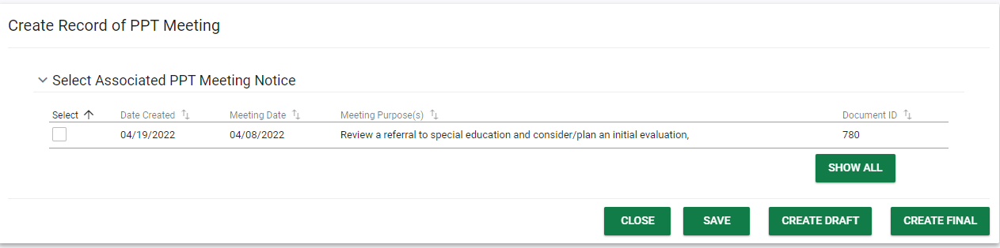 Create Record of PPT Meeting
Select Associated PPT Meeting Notice
Select Date Created Meeting Date Meeting Purpose(s) Document ID
04/19/2022 04/08/2022 Review a referral to special education and consider/plan an initial evaluation, 780
SHOW ALL
CLOSE SAVE CREATE DRAFT CREATE FINAL